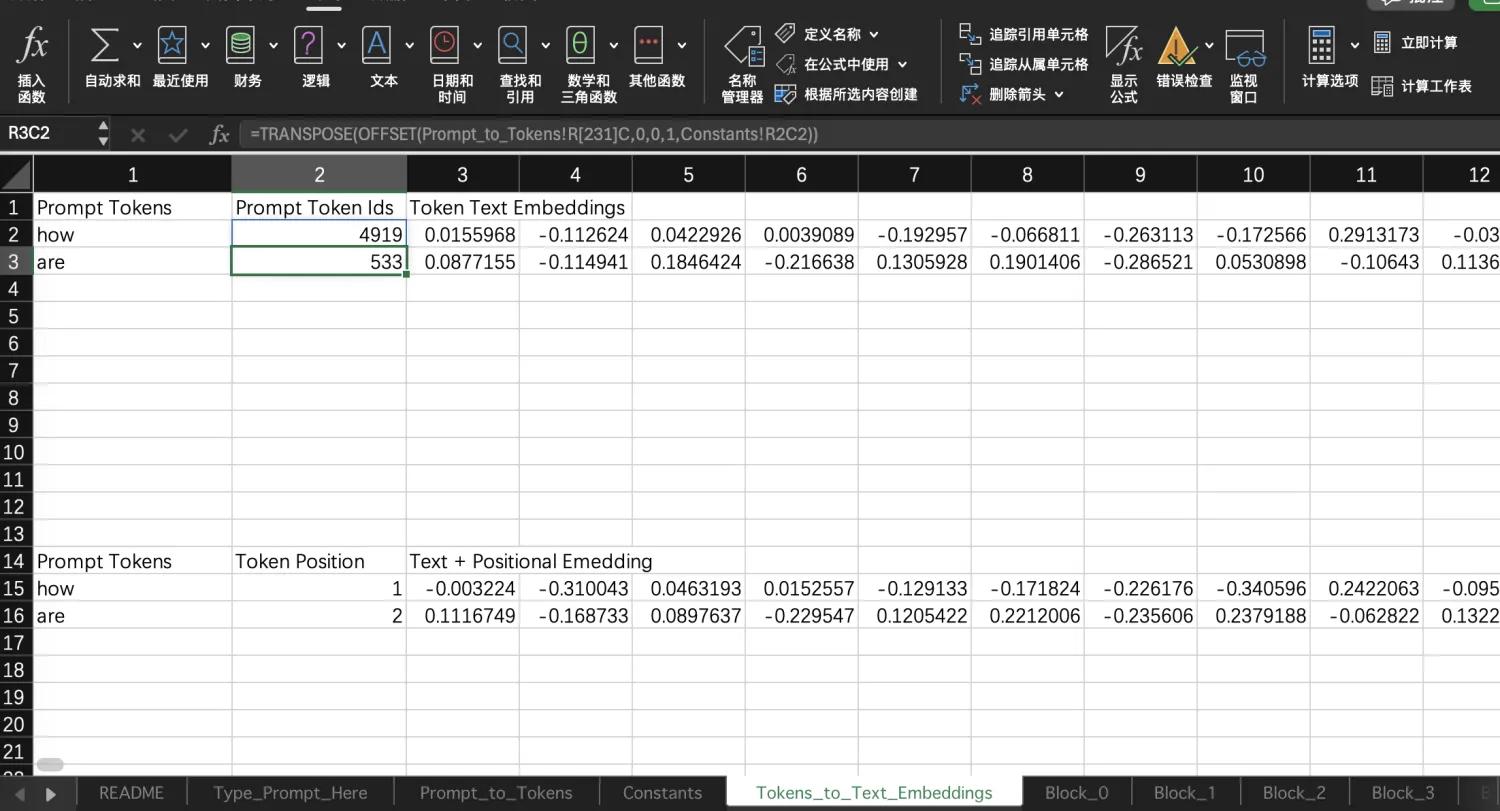 批注
插入
函数
自动求和
最近使用
财务
逻辑
文本
日期和
时间
查找和
引用
数学和
三角函数
其他函数
名称
管理器
定义名称
在公式中使用
根据所选内容创建
追踪引用单元格
追踪从属单元格
删除箭头
显示
公式
错误检查
监视
窗口
计算选项
立即计算
计算工作表
R3C2 fx =TRANSPOSE(OFFSET(Prompt_to_Tokens!R[231]C,0,0,1,Constants!R2C2))
1 2 3 4 5 6 7 8 9 10 11 12
1 Prompt Tokens Prompt Token Ids Token Text Embeddings
2 how 4919 0.0155968 -0.112624 0.0422926 0.0039089 -0.192957 -0.066811 -0.263113 -0.172566 0.2913173 -0.03
3 are 533 0.0877155 -0.114941 0.1846424 -0.216638 0.1305928 0.1901406 -0.286521 0.0530898 -0.10643 0.1136
4
5
6
7
8
9
10
11
12
13
14 Prompt Tokens Token Position Text + Positional Emedding
15 how 1 -0.003224 -0.310043 0.0463193 0.0152557 -0.129133 -0.171824 -0.226176 -0.340596 0.2422063 -0.095
16 are 2 0.1116749 -0.168733 0.0897637 -0.229547 0.1205422 0.2212006 -0.235606 0.2379188 -0.062822 0.1322
17
18
19
20
21
README Type_Prompt_Here Prompt_to_Tokens Constants Tokens_to_Text_Embeddings Block_0 Block_1 Block_2 Block_3